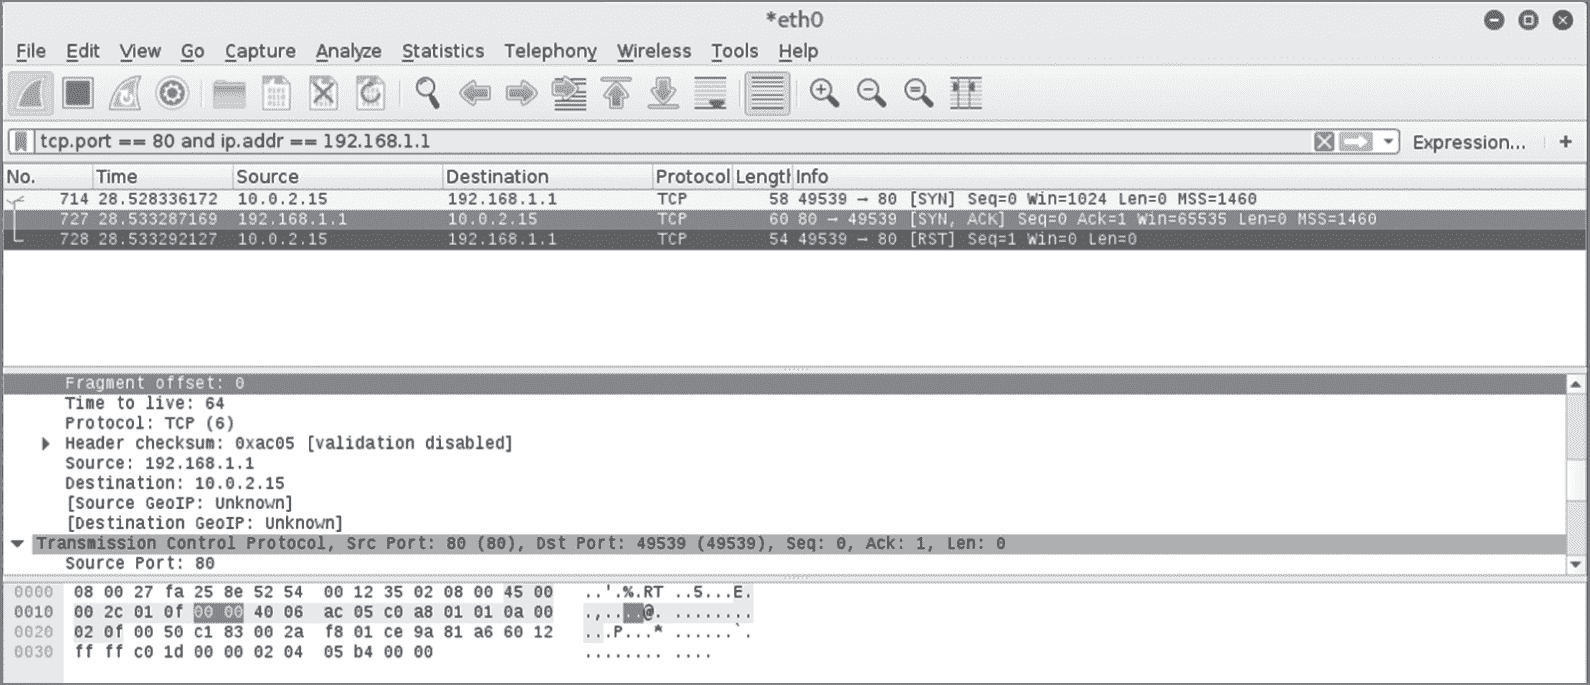 *eth0
File Edit View Go Capture Analyze Statistics Telephony Wireless Tools Help
tcp.port == 80 and ip.addr == 192.168.1.1 Expression... +
No. Time Source Destination Protocol Length Info
714 28.528336172 10.0.2.15 192.168.1.1 TCP 58 49539 → 80 [SYN] Seq=0 Win=1024 Len=0 MSS=1460
727 28.533287169 192.168.1.1 10.0.2.15 TCP 60 80 → 49539 [SYN, ACK] Seq=0 Ack=1 Win=65535 Len=0 MSS=1460
728 28.533292127 10.0.2.15 192.168.1.1 TCP 54 49539 → 80 [RST] Seq=1 Win=0 Len=0
Fragment offset: 0
Time to live: 64
Protocol: TCP (6)
Header checksum: 0xac05 [validation disabled]
Source: 192.168.1.1
Destination: 10.0.2.15
[Source GeoIP: Unknown]
[Destination GeoIP: Unknown]
Transmission Control Protocol, Src Port: 80 (80), Dst Port: 49539 (49539), Seq: 0, Ack: 1, Len: 0
Source Port: 80
0000 08 00 27 fa 25 8e 52 54 00 12 35 02 08 00 45 00 ..'.%.RT ..5...E.
0010 00 2c 01 0f 00 00 40 06 ac 05 c0 a8 01 01 0a 00 .,....@. ........
0020 02 0f 00 50 c1 83 00 2a f8 01 ce 9a 81 a6 60 12 ...P...* ......`.
0030 ff ff c0 1d 00 00 02 04 05 b4 00 00 ........ ....